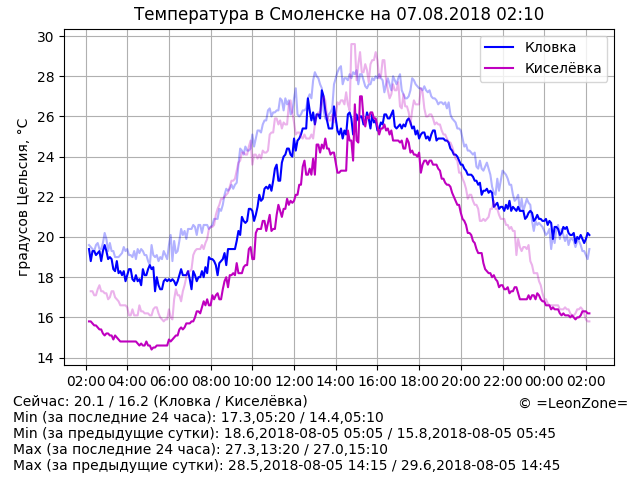 Температура в Смоленске на 07.08.2018 02:10
30
28
26
24
22
20
18
16
14
градусов Цельсия, °C
Кловка
Киселёвка
02:00 04:00 06:00 08:00 10:00 12:00 14:00 16:00 18:00 20:00 22:00 00:00 02:00
Сейчас: 20.1 / 16.2 (Кловка / Киселёвка)
© =LeonZone=
Min (за последние 24 часа): 17.3,05:20 / 14.4,05:10
Min (за предыдущие сутки): 18.6,2018-08-05 05:05 / 15.8,2018-08-05 05:45
Max (за последние 24 часа): 27.3,13:20 / 27.0,15:10
Max (за предыдущие сутки): 28.5,2018-08-05 14:15 / 29.6,2018-08-05 14:45